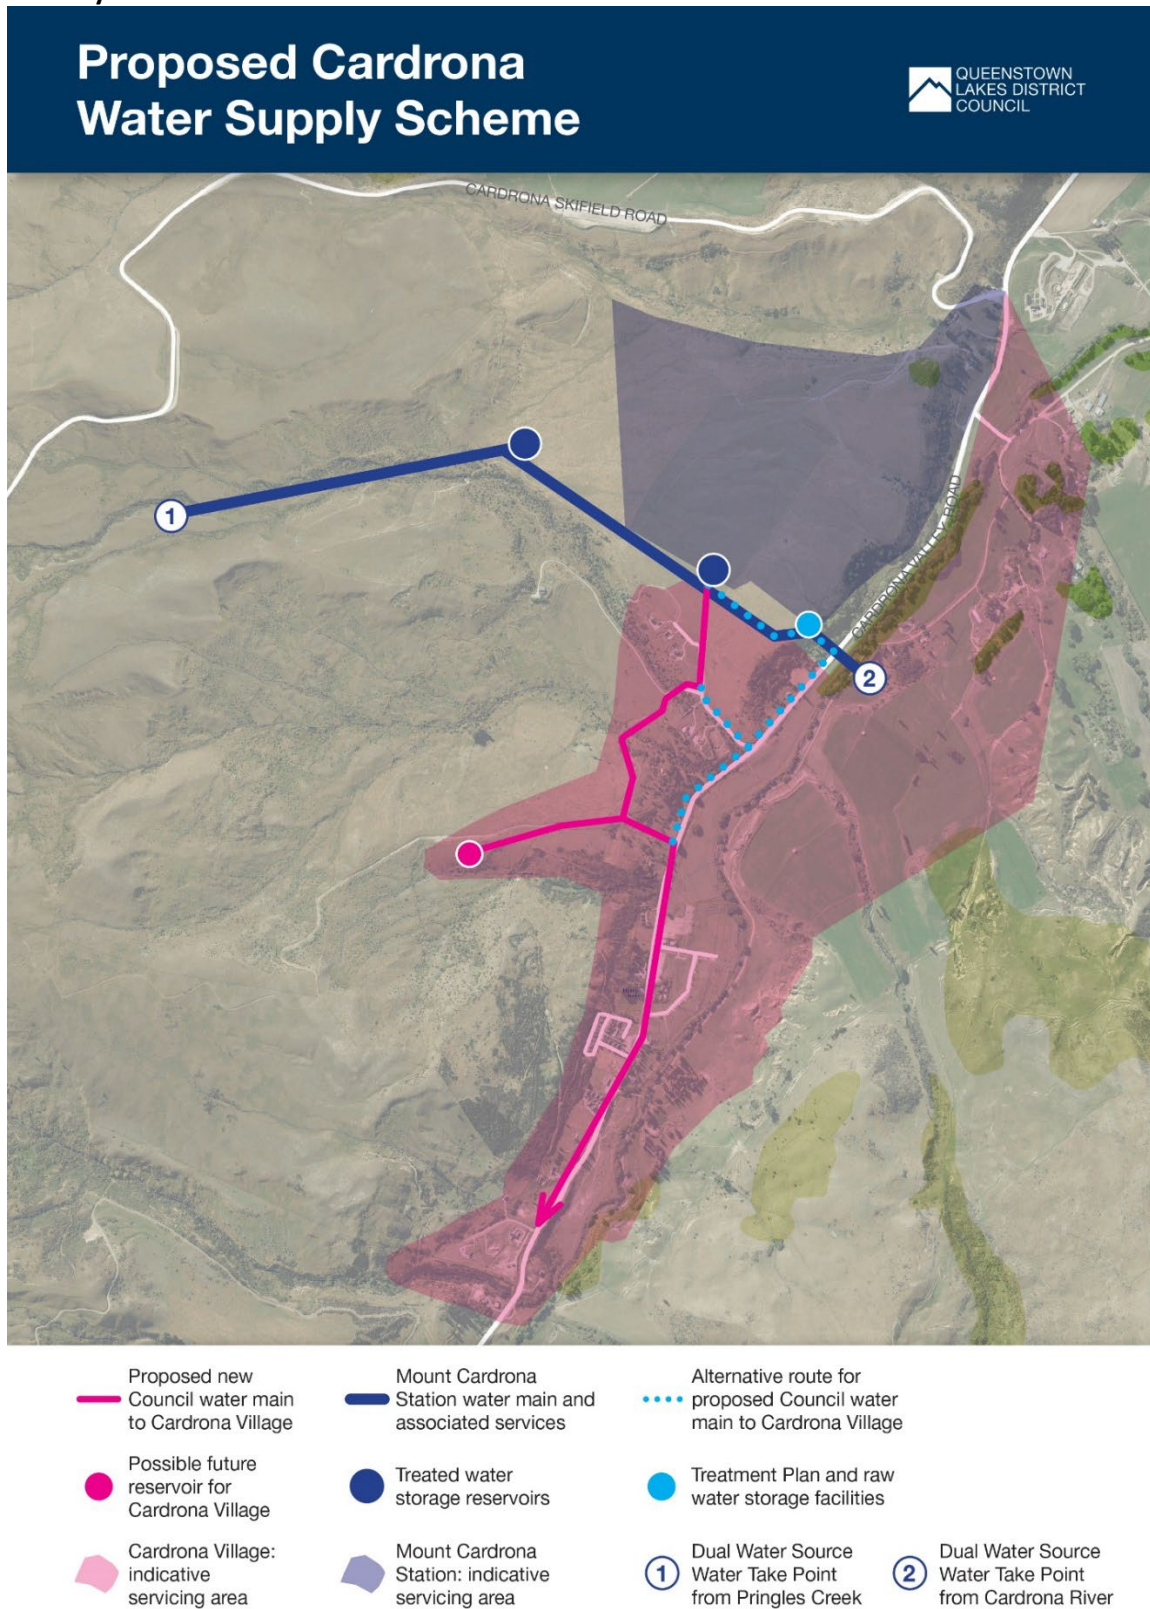 Proposed Cardrona
Water Supply Scheme
QUEENSTOWN
LAKES DISTRICT
COUNCIL
CARDRONA SKIFIELD ROAD
1
CARDRONA VALLEY ROAD
2
Proposed new
Council water main
to Cardrona Village
Mount Cardrona
Station water main and
associated services
Alternative route for
proposed Council water
main to Cardrona Village
Possible future
reservoir for
Cardrona Village
Treated water
storage reservoirs
Treatment Plan and raw
water storage facilities
Cardrona Village:
indicative
servicing area
Mount Cardrona
Station: indicative
servicing area
1
Dual Water Source
Water Take Point
from Pringles Creek
2
Dual Water Source
Water Take Point
from Cardrona River